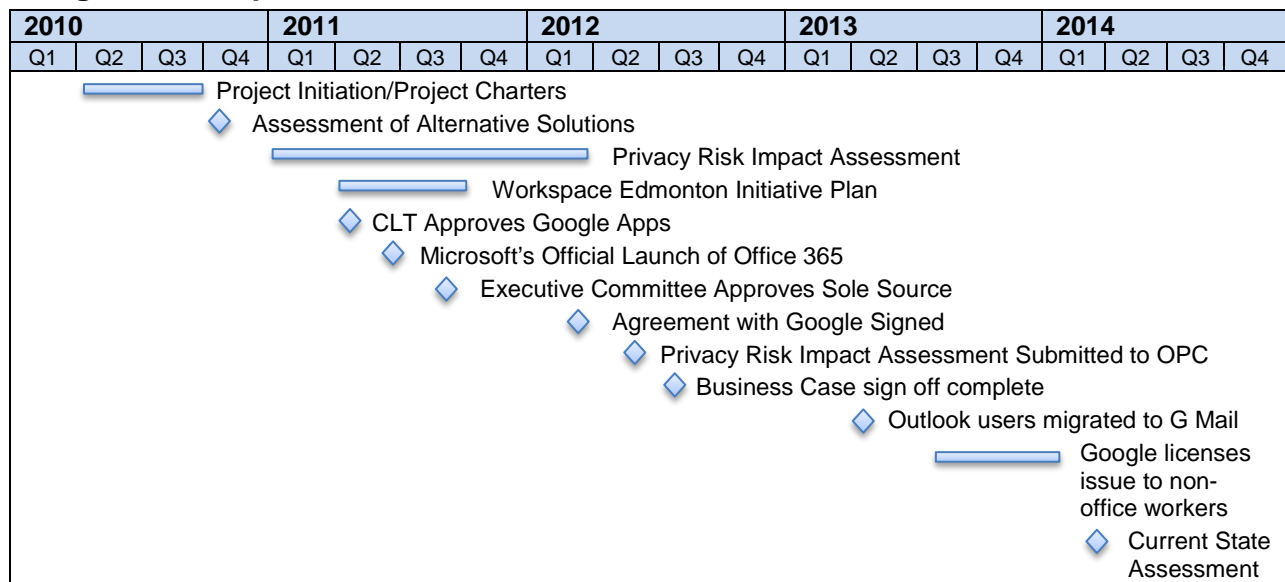 2010 2011 2012 2013 2014
Q1 Q2 Q3 Q4 Q1 Q2 Q3 Q4 Q1 Q2 Q3 Q4 Q1 Q2 Q3 Q4 Q1 Q2 Q3 Q4
Project Initiation/Project Charters
Assessment of Alternative Solutions
Privacy Risk Impact Assessment
Workspace Edmonton Initiative Plan
CLT Approves Google Apps
Microsoft’s Official Launch of Office 365
Executive Committee Approves Sole Source
Agreement with Google Signed
Privacy Risk Impact Assessment Submitted to OPC
Business Case sign off complete
Outlook users migrated to G Mail
Google licenses
issue to non-
office workers
Current State
Assessment